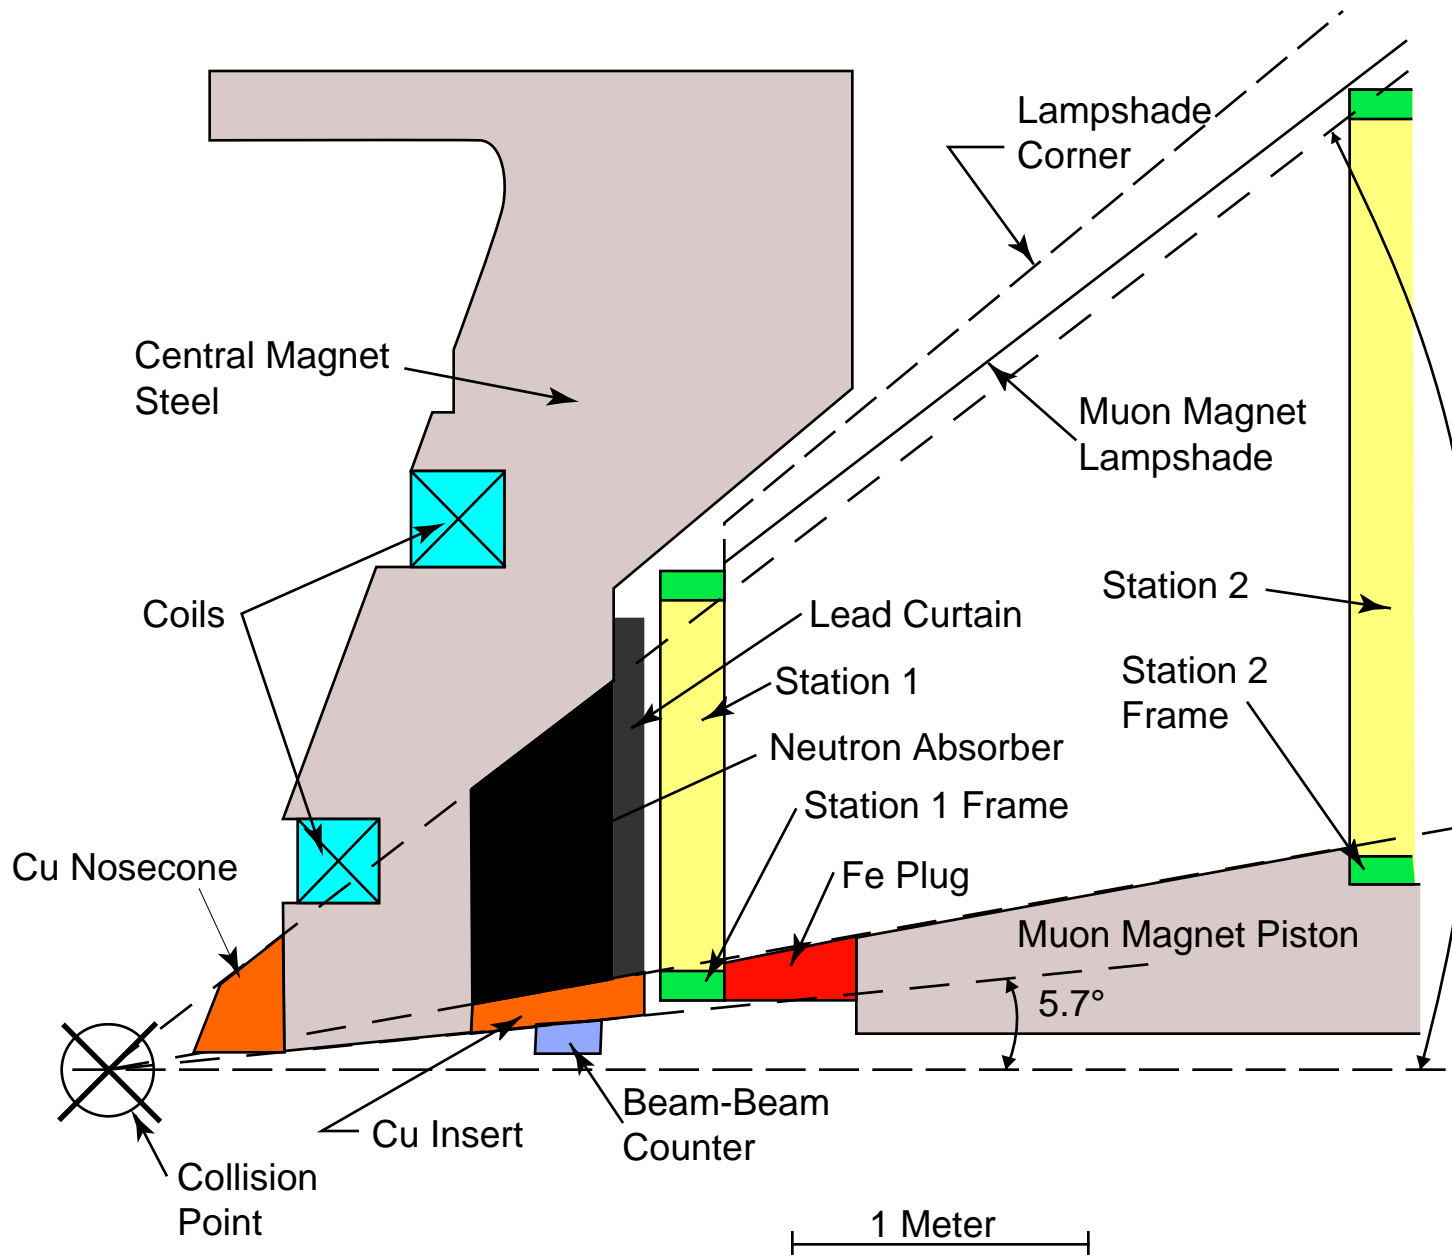 Lampshade
Corner
Central Magnet
Steel
Muon Magnet
Lampshade
Coils
Lead Curtain
Station 2
Station 1
Station 2
Frame
Neutron Absorber
Station 1 Frame
Cu Nosecone
Fe Plug
Muon Magnet Piston
5.7°
Beam-Beam
Counter
Cu Insert
Collision
Point
1 Meter